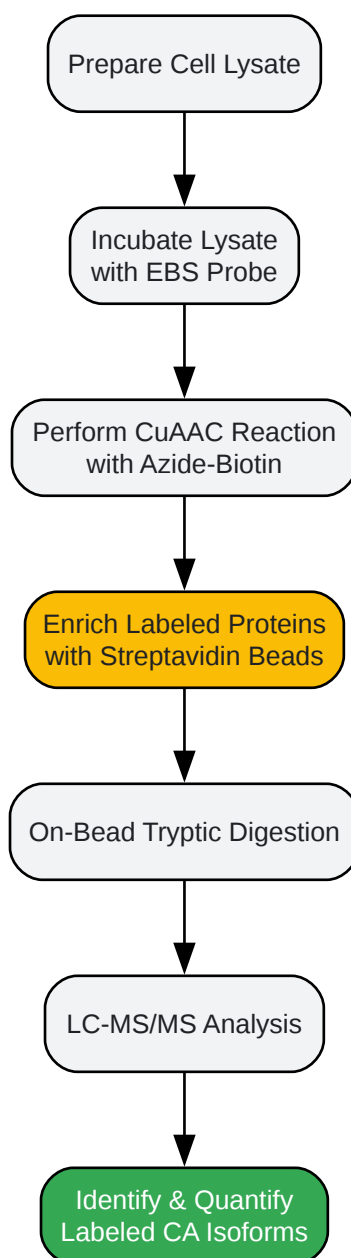 Prepare Cell Lysate
Incubate Lysate
with EBS Probe
Perform CuAAC Reaction
with Azide-Biotin
Enrich Labeled Proteins
with Streptavidin Beads
On-Bead Tryptic Digestion
LC-MS/MS Analysis
Identify & Quantify
Labeled CA Isoforms